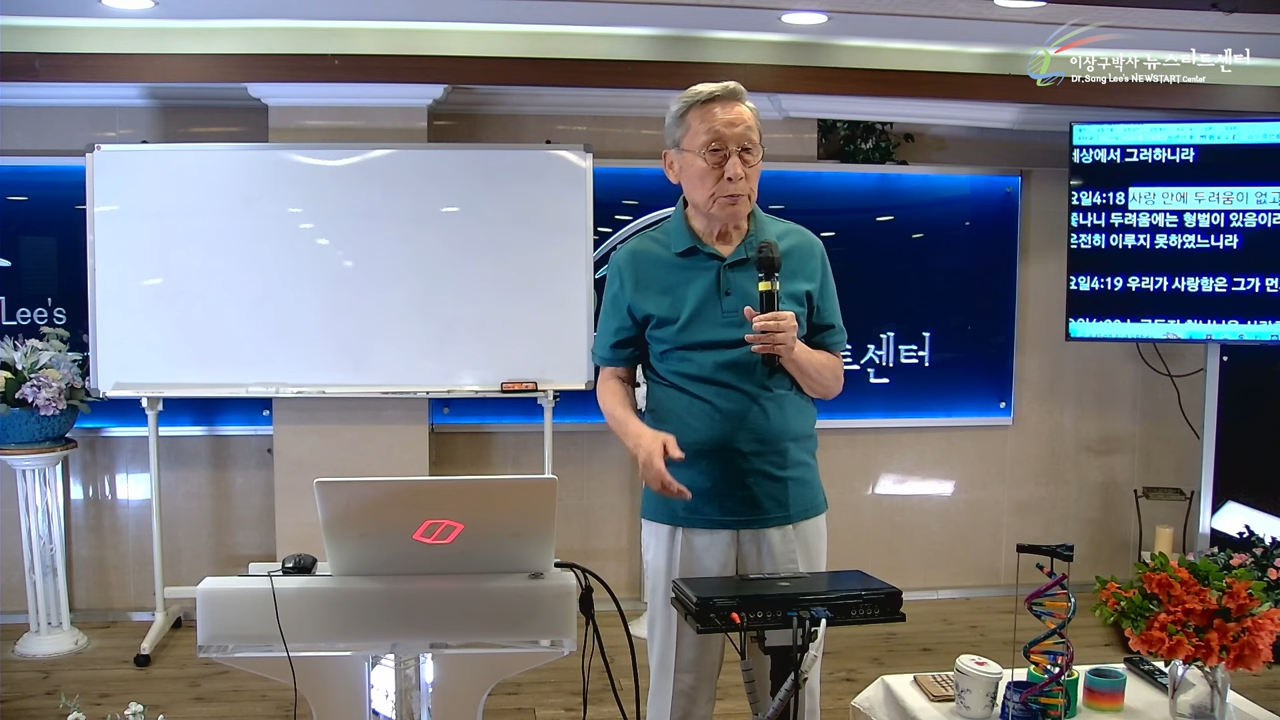 이상구박사 뉴스타트센터
Dr. Sang Lee's NEWSTART Center
세상에서 그러하니라
요일4:18 사랑 안에 두려움이 없고
쫓나니 두려움에는 형벌이 있음이라
온전히 이루지 못하였느니라
요일4:19 우리가 사랑함은 그가 먼
Lee's
트센터